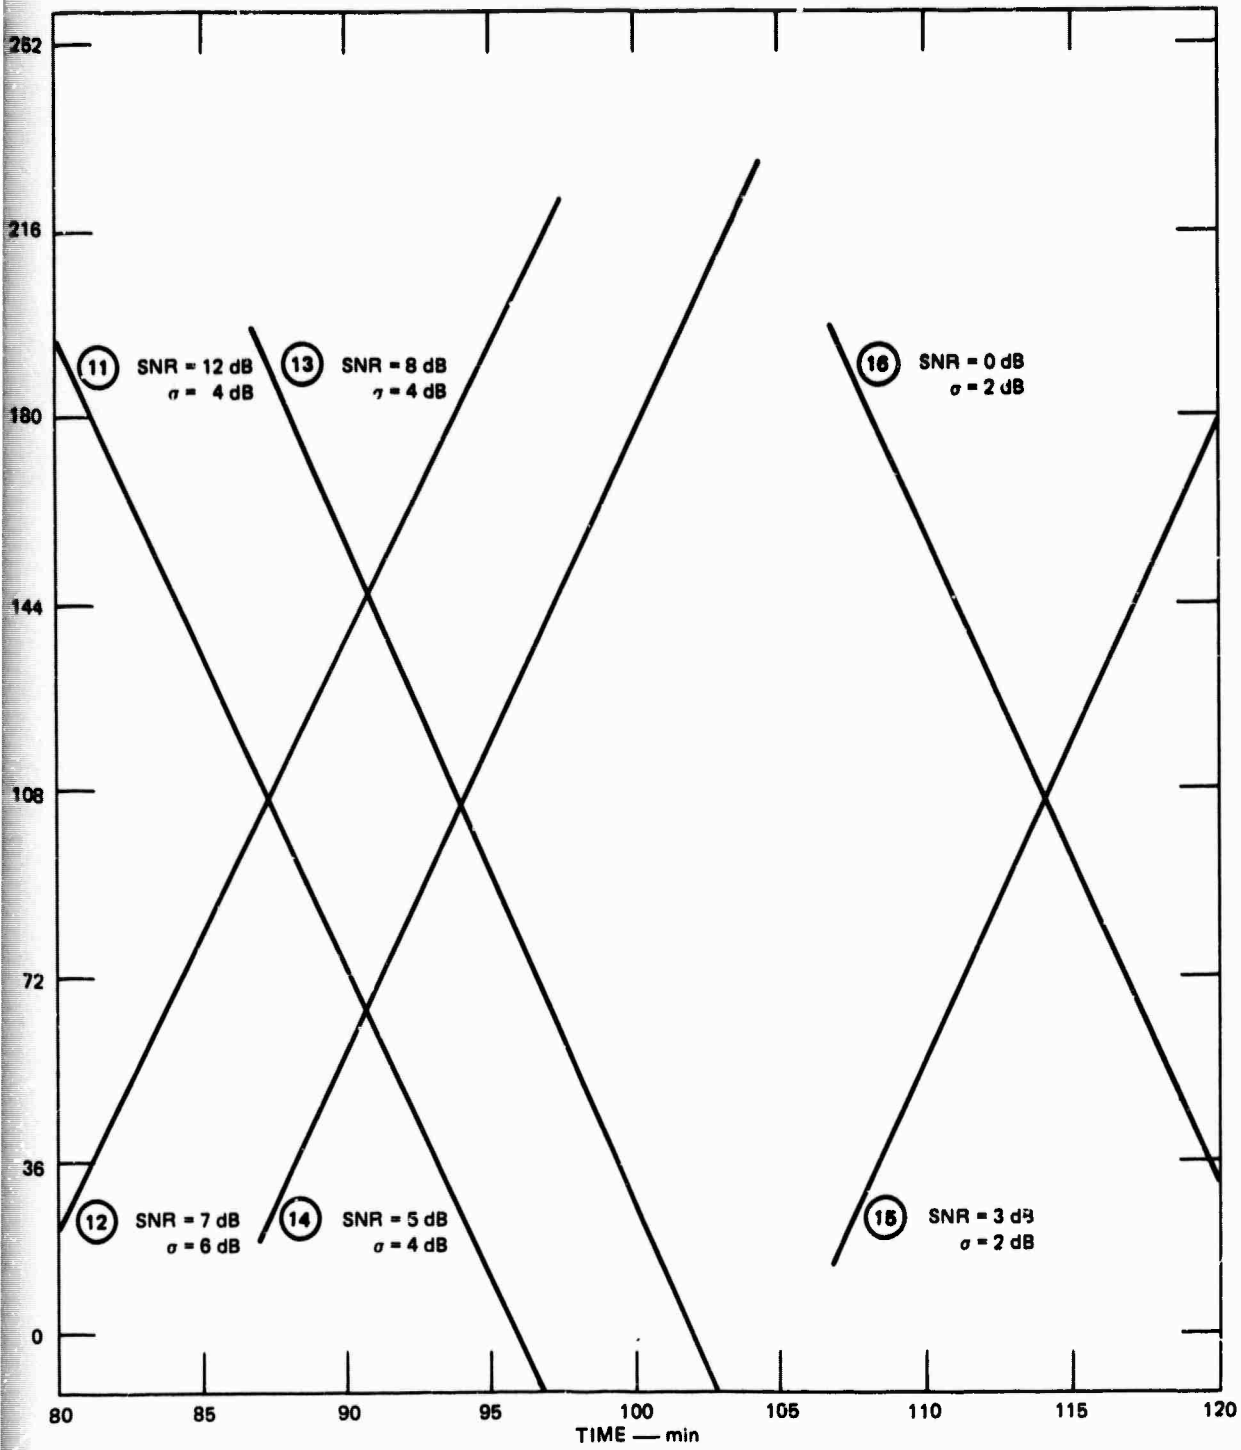 252
216
180
144
108
72
36
0
11 SNR = 12 dB
σ = 4 dB
13 SNR = 8 dB
σ = 4 dB
16 SNR = 0 dB
σ = 2 dB
12 SNR = 7 dB
σ = 6 dB
14 SNR = 5 dB
σ = 4 dB
15 SNR = 3 dB
σ = 2 dB
80 85 90 95 100 105 110 115 120
TIME — min